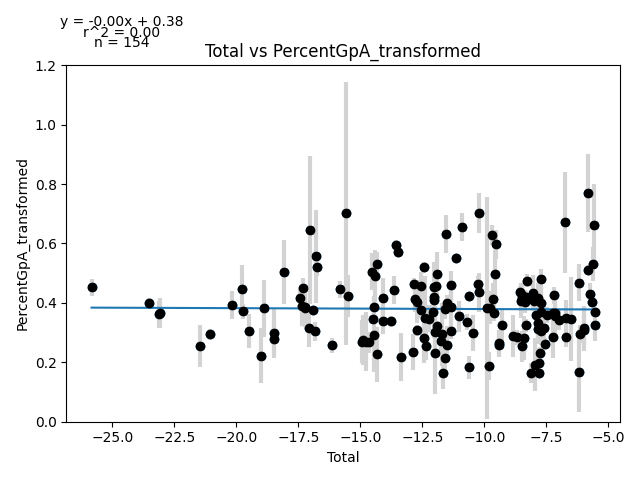 y = -0.00x + 0.38
r^2 = 0.00
n = 154
Total vs PercentGpA_transformed
1.2
1.0
0.8
0.6
0.4
0.2
0.0
PercentGpA_transformed
−25.0 −22.5 −20.0 −17.5 −15.0 −12.5 −10.0 −7.5 −5.0
Total